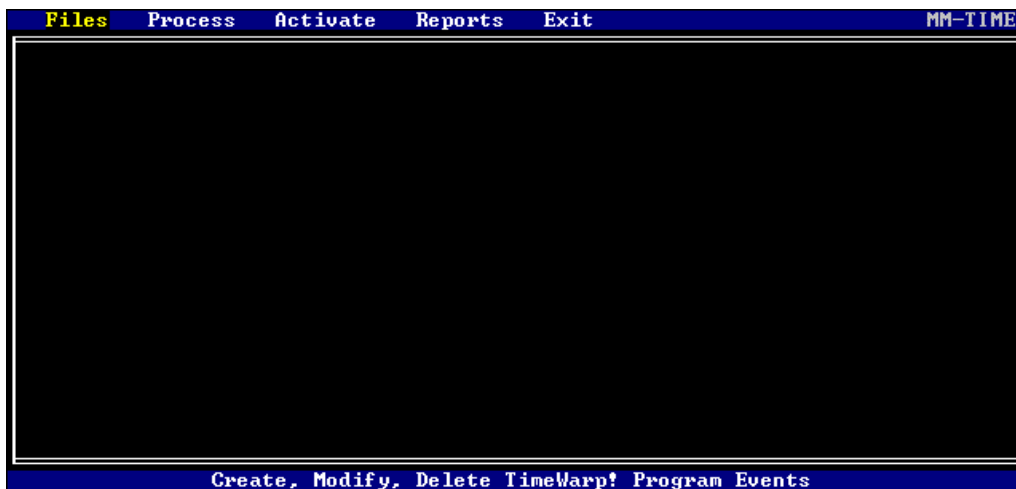 Files Process Activate Reports Exit MM-TIME
Create, Modify, Delete TimeWarp! Program Events